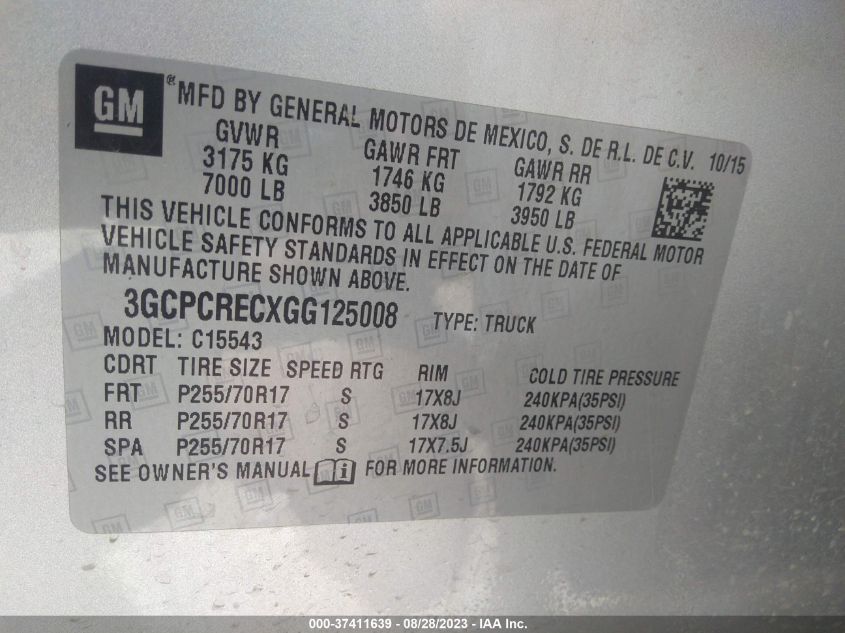 GM
® MFD BY GENERAL MOTORS DE MEXICO, S. DE R.L. DE C.V. 10/15
GVWR GAWR FRT GAWR RR
3175 KG 1746 KG 1792 KG
7000 LB 3850 LB 3950 LB
THIS VEHICLE CONFORMS TO ALL APPLICABLE U.S. FEDERAL MOTOR
VEHICLE SAFETY STANDARDS IN EFFECT ON THE DATE OF
MANUFACTURE SHOWN ABOVE.
3GCPCRECXGG125008 TYPE: TRUCK
MODEL: C15543
CDRT TIRE SIZE SPEED RTG RIM COLD TIRE PRESSURE
FRT P255/70R17 S 17X8J 240KPA(35PSI)
RR P255/70R17 S 17X8J 240KPA(35PSI)
SPA P255/70R17 S 17X7.5J 240KPA(35PSI)
SEE OWNER'S MANUAL i FOR MORE INFORMATION.
000-37411639 - 08/28/2023 - IAA Inc.